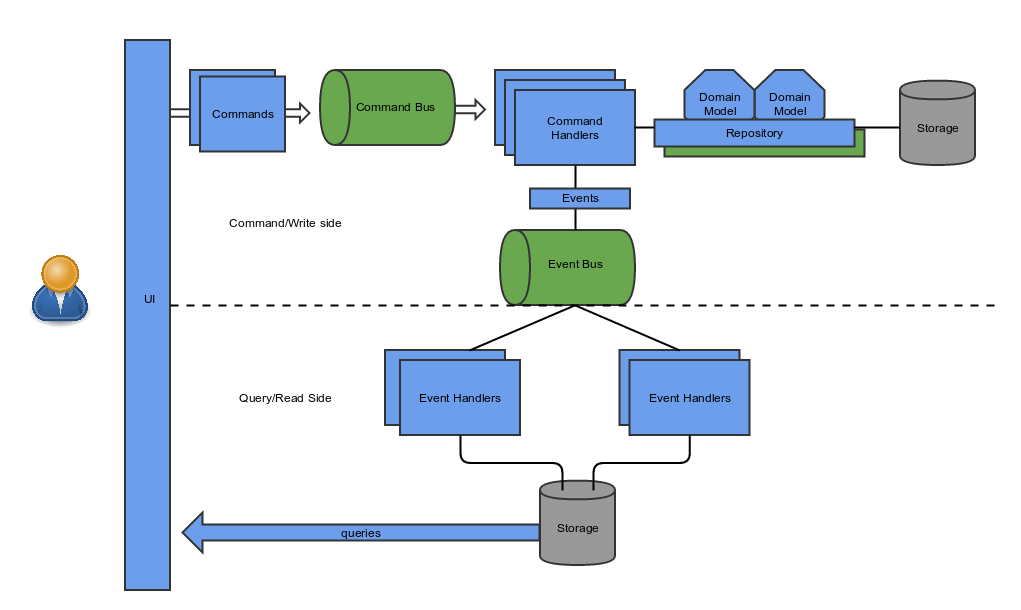 Commands
Command Bus
Command
Handlers
Domain
Model
Domain
Model
Repository
Storage
Events
Command/Write side
Event Bus
UI
Query/Read Side
Event Handlers
Event Handlers
Storage
queries